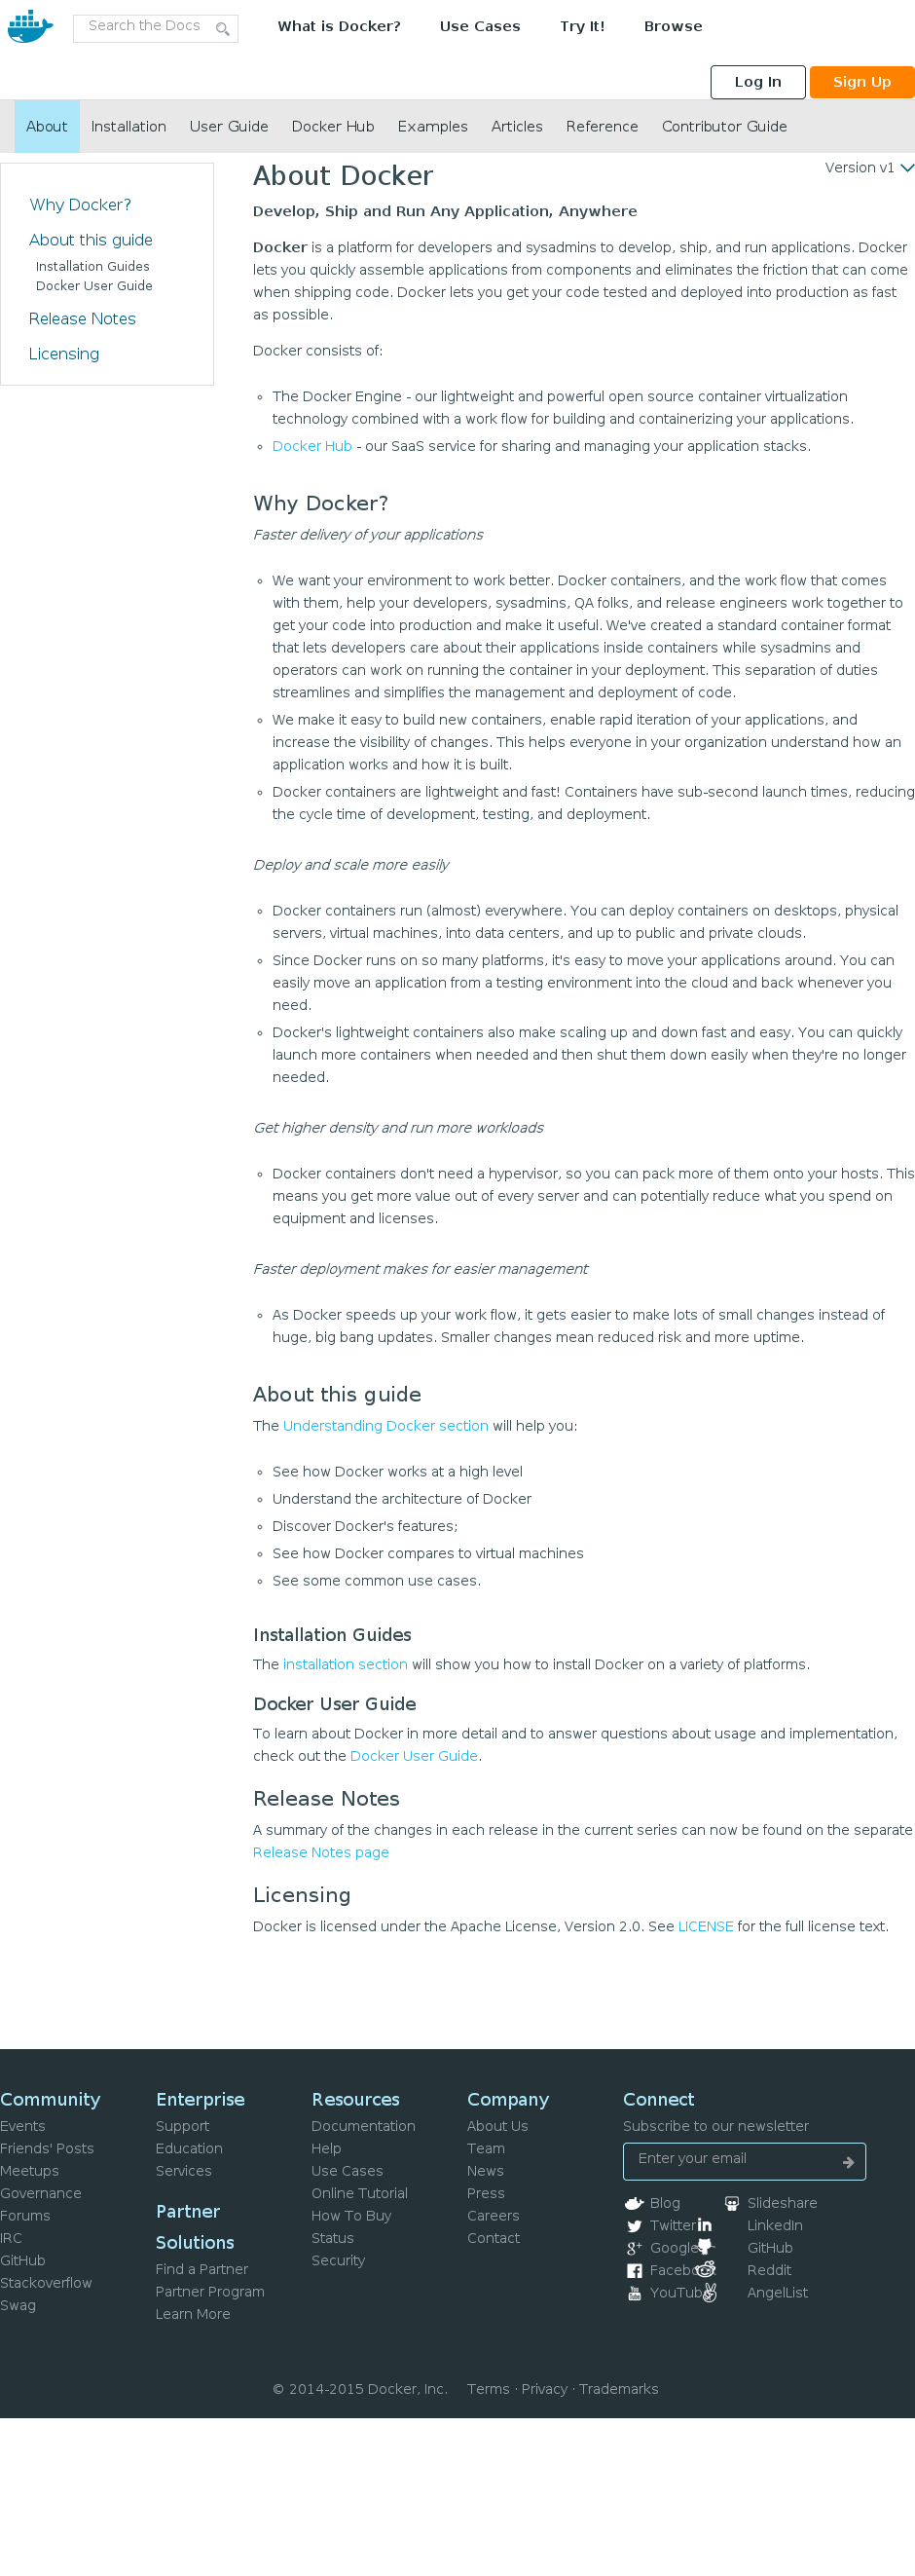 Search the Docs
What is Docker?
Use Cases
Try It!
Browse
Log In
Sign Up
About
Installation
User Guide
Docker Hub
Examples
Articles
Reference
Contributor Guide
Why Docker?
About this guide
Installation Guides
Docker User Guide
Release Notes
Licensing
Version v1
About Docker
Develop, Ship and Run Any Application, Anywhere
Docker is a platform for developers and sysadmins to develop, ship, and run applications. Docker
lets you quickly assemble applications from components and eliminates the friction that can come
when shipping code. Docker lets you get your code tested and deployed into production as fast
as possible.
Docker consists of:
The Docker Engine - our lightweight and powerful open source container virtualization
technology combined with a work flow for building and containerizing your applications.
Docker Hub - our SaaS service for sharing and managing your application stacks.
Why Docker?
Faster delivery of your applications
We want your environment to work better. Docker containers, and the work flow that comes
with them, help your developers, sysadmins, QA folks, and release engineers work together to
get your code into production and make it useful. We've created a standard container format
that lets developers care about their applications inside containers while sysadmins and
operators can work on running the container in your deployment. This separation of duties
streamlines and simplifies the management and deployment of code.
We make it easy to build new containers, enable rapid iteration of your applications, and
increase the visibility of changes. This helps everyone in your organization understand how an
application works and how it is built.
Docker containers are lightweight and fast! Containers have sub-second launch times, reducing
the cycle time of development, testing, and deployment.
Deploy and scale more easily
Docker containers run (almost) everywhere. You can deploy containers on desktops, physical
servers, virtual machines, into data centers, and up to public and private clouds.
Since Docker runs on so many platforms, it's easy to move your applications around. You can
easily move an application from a testing environment into the cloud and back whenever you
need.
Docker's lightweight containers also make scaling up and down fast and easy. You can quickly
launch more containers when needed and then shut them down easily when they're no longer
needed.
Get higher density and run more workloads
Docker containers don't need a hypervisor, so you can pack more of them onto your hosts. This
means you get more value out of every server and can potentially reduce what you spend on
equipment and licenses.
Faster deployment makes for easier management
As Docker speeds up your work flow, it gets easier to make lots of small changes instead of
huge, big bang updates. Smaller changes mean reduced risk and more uptime.
About this guide
The Understanding Docker section will help you:
See how Docker works at a high level
Understand the architecture of Docker
Discover Docker's features;
See how Docker compares to virtual machines
See some common use cases.
Installation Guides
The installation section will show you how to install Docker on a variety of platforms.
Docker User Guide
To learn about Docker in more detail and to answer questions about usage and implementation,
check out the Docker User Guide.
Release Notes
A summary of the changes in each release in the current series can now be found on the separate
Release Notes page
Licensing
Docker is licensed under the Apache License, Version 2.0. See LICENSE for the full license text.
Community
Events
Friends' Posts
Meetups
Governance
Forums
IRC
GitHub
Stackoverflow
Swag
Enterprise
Support
Education
Services
Partner
Solutions
Find a Partner
Partner Program
Learn More
Resources
Documentation
Help
Use Cases
Online Tutorial
How To Buy
Status
Security
Company
About Us
Team
News
Press
Careers
Contact
Connect
Subscribe to our newsletter
Enter your email
Blog
Twitter
Google+
Facebook
YouTube
Slideshare
LinkedIn
GitHub
Reddit
AngelList
© 2014-2015 Docker, Inc. Terms · Privacy · Trademarks